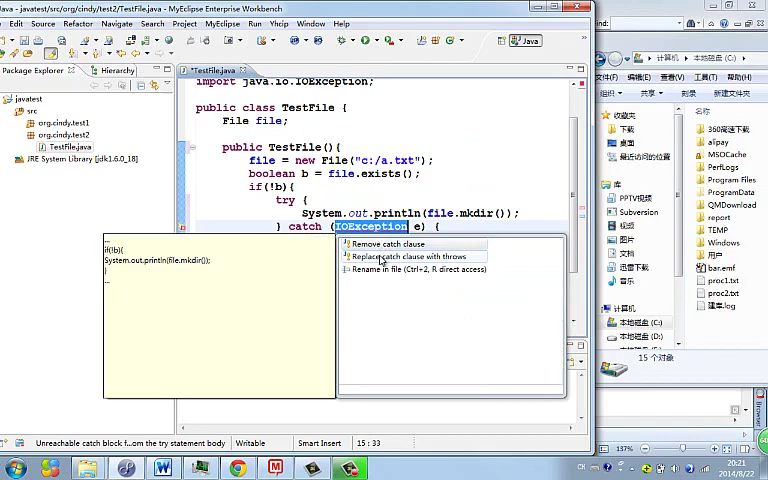 Java - javatest/src/org/cindy/test2/TestFile.java - MyEclipse Enterprise Workbench
File Edit Source Refactor Navigate Search Project MyEclipse Run Yhcip Window Help
Java
Package Explorer Hierarchy
javatest
src
org.cindy.test1
org.cindy.test2
TestFile.java
JRE System Library [jdk1.6.0_18]
*TestFile.java
import java.io.IOException;
public class TestFile {
File file;
public TestFile(){
file = new File("c:/a.txt");
boolean b = file.exists();
if(!b){
try {
System.out.println(file.mkdir());
} catch (IOException e) {
...
if(!b){
System.out.println(file.mkdir());
}
...
Remove catch clause
Replace catch clause with throws
Rename in file (Ctrl+2, R direct access)
Unreachable catch block f...om the try statement body Writable Smart Insert 15 : 33
计算机 本地磁盘 (C:)
文件(F) 编辑(E) 查看(V) 工具(T) 帮助(H)
组织 共享 刻录 新建文件夹
收藏夹
下载
桌面
最近访问的位置
库
PPTV视频
Subversion
视频
图片
文档
迅雷下载
音乐
计算机
本地磁盘 (C:)
本地磁盘 (D:)
名称
360高速下载
alipay
MSOCache
PerfLogs
Program Files
ProgramData
QMDownload
report
TEMP
Windows
用户
bar.emf
proc1.txt
proc2.txt
建库.log
15 个对象
137%
20:21
2014/8/22